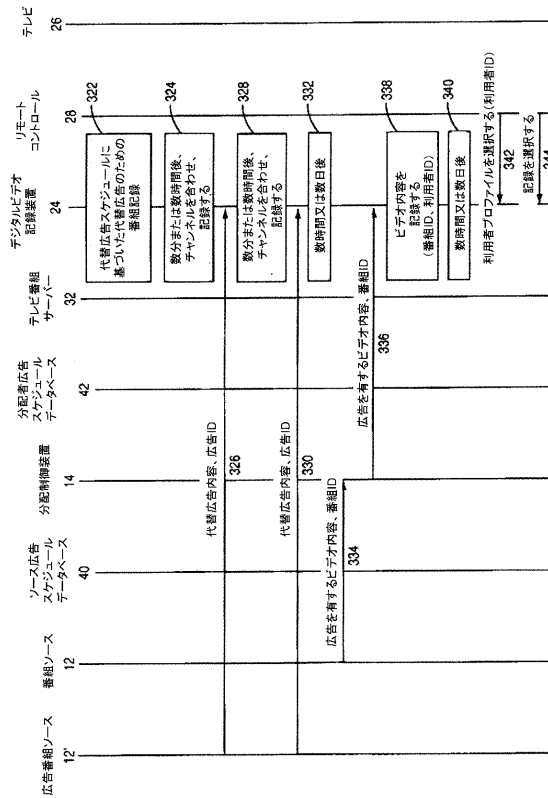 広告番組ソース
12'
番組ソース
12
ソース広告
スケジュール
データベース
40
分配制御装置
14
分配者広告
スケジュール
データベース
42
テレビ番組
サーバー
32
デジタルビデオ
記録装置
24
リモート
コントロール
28
テレビ
26
322
代替広告スケジュールに
基づいた代替広告のための
番組記録
324
数分または数時間後、
チャンネルを合わせ、
記録する
代替広告内容、広告ID
326
328
数分または数時間後、
チャンネルを合わせ、
記録する
代替広告内容、広告ID
330
332
数時間又は数日後
広告を有するビデオ内容、番組ID
334
広告を有するビデオ内容、番組ID
336
338
ビデオ内容を
記録する
(番組ID、利用者ID)
340
数時間又は数日後
利用者プロファイルを選択する(利用者ID)
342
記録を選択する
344